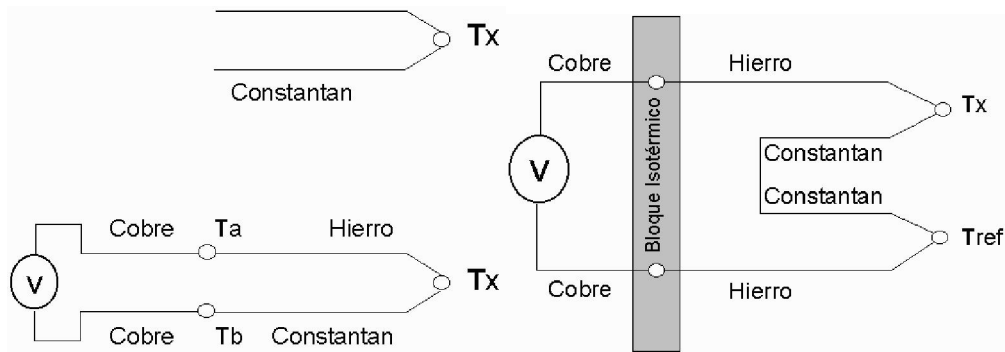 Tx
Constantan
Cobre
Ta
Hierro
V
Tx
Cobre
Tb
Constantan
Cobre
Hierro
Bloque Isotérmico
Tx
Constantan
V
Constantan
Tref
Cobre
Hierro